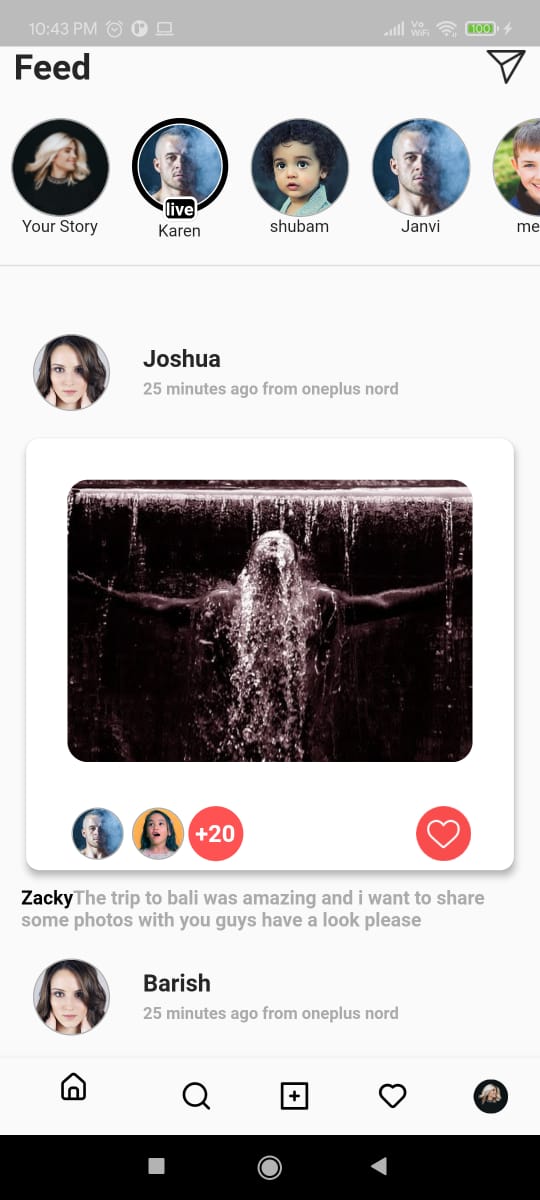 10:43 PM
Vo
WiFi
100
Feed
live
Your Story
Karen
shubam
Janvi
me
Joshua
25 minutes ago from oneplus nord
+20
ZackyThe trip to bali was amazing and i want to share
some photos with you guys have a look please
Barish
25 minutes ago from oneplus nord